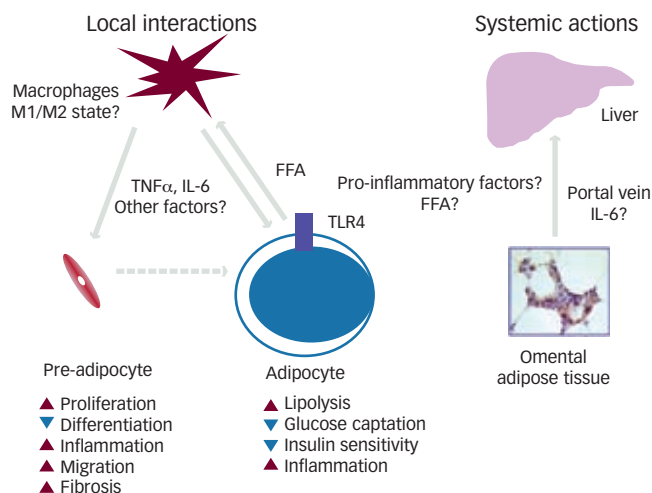 Local interactions
Systemic actions
Macrophages
M1/M2 state?
Liver
FFA
TNFα, IL-6
Other factors?
Pro-inflammatory factors?
FFA?
Portal vein
IL-6?
TLR4
Omental
adipose tissue
Pre-adipocyte
▲ Proliferation
▼ Differentiation
▲ Inflammation
▲ Migration
▲ Fibrosis
Adipocyte
▲ Lipolysis
▼ Glucose captation
▼ Insulin sensitivity
▲ Inflammation